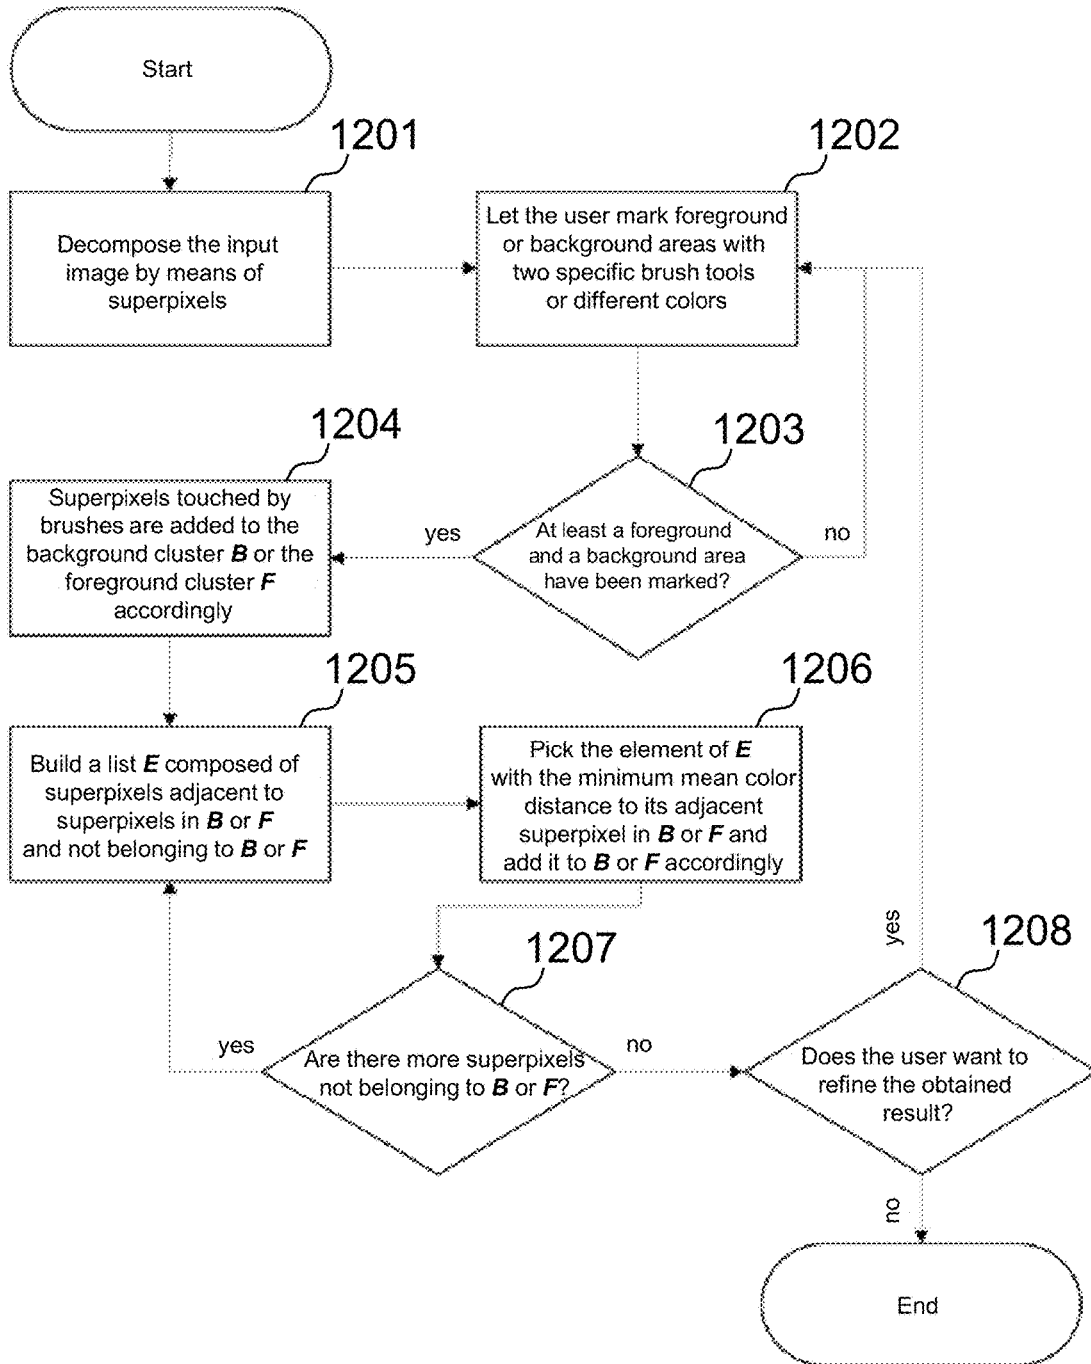 Start
1201
Decompose the input
image by means of
superpixels
1202
Let the user mark foreground
or background areas with
two specific brush tools
or different colors
1203
At least a foreground
and a background area
have been marked?
yes
no
1204
Superpixels touched by
brushes are added to the
background cluster B or the
foreground cluster F
accordingly
1205
Build a list E composed of
superpixels adjacent to
superpixels in B or F
and not belonging to B or F
1206
Pick the element of E
with the minimum mean color
distance to its adjacent
superpixel in B or F and
add it to B or F accordingly
1207
Are there more superpixels
not belonging to B or F?
yes
no
1208
Does the user want to
refine the obtained
result?
yes
no
End